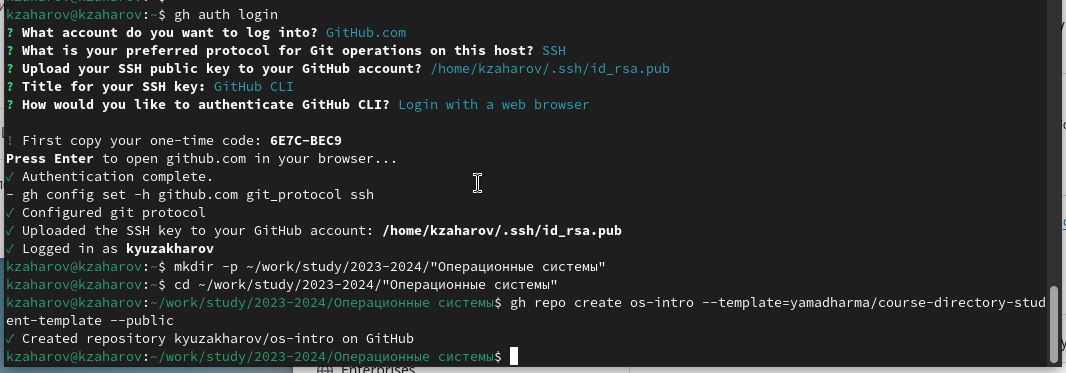 kzaharov@kzaharov:~$ gh auth login
? What account do you want to log into? GitHub.com
? What is your preferred protocol for Git operations on this host? SSH
? Upload your SSH public key to your GitHub account? /home/kzaharov/.ssh/id_rsa.pub
? Title for your SSH key: GitHub CLI
? How would you like to authenticate GitHub CLI? Login with a web browser
! First copy your one-time code: 6E7C-BEC9
Press Enter to open github.com in your browser...
✓ Authentication complete.
- gh config set -h github.com git_protocol ssh
✓ Configured git protocol
✓ Uploaded the SSH key to your GitHub account: /home/kzaharov/.ssh/id_rsa.pub
✓ Logged in as kyuzakharov
kzaharov@kzaharov:~$ mkdir -p ~/work/study/2023-2024/"Операционные системы"
kzaharov@kzaharov:~$ cd ~/work/study/2023-2024/"Операционные системы"
kzaharov@kzaharov:~/work/study/2023-2024/Операционные системы$ gh repo create os-intro --template=yamadharma/course-directory-stud
ent-template --public
✓ Created repository kyuzakharov/os-intro on GitHub
kzaharov@kzaharov:~/work/study/2023-2024/Операционные системы$
Enterprises